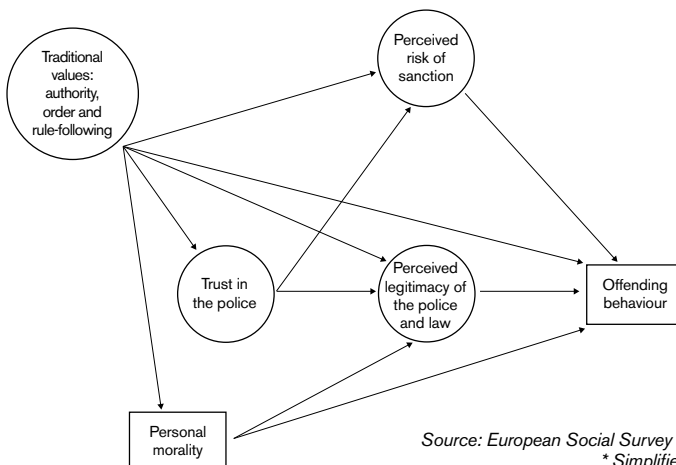 Traditional
values:
authority,
order and
rule-following
Perceived
risk of
sanction
Trust in
the police
Perceived
legitimacy of
the police
and law
Offending
behaviour
Personal
morality
Source: European Social Survey
* Simplifie